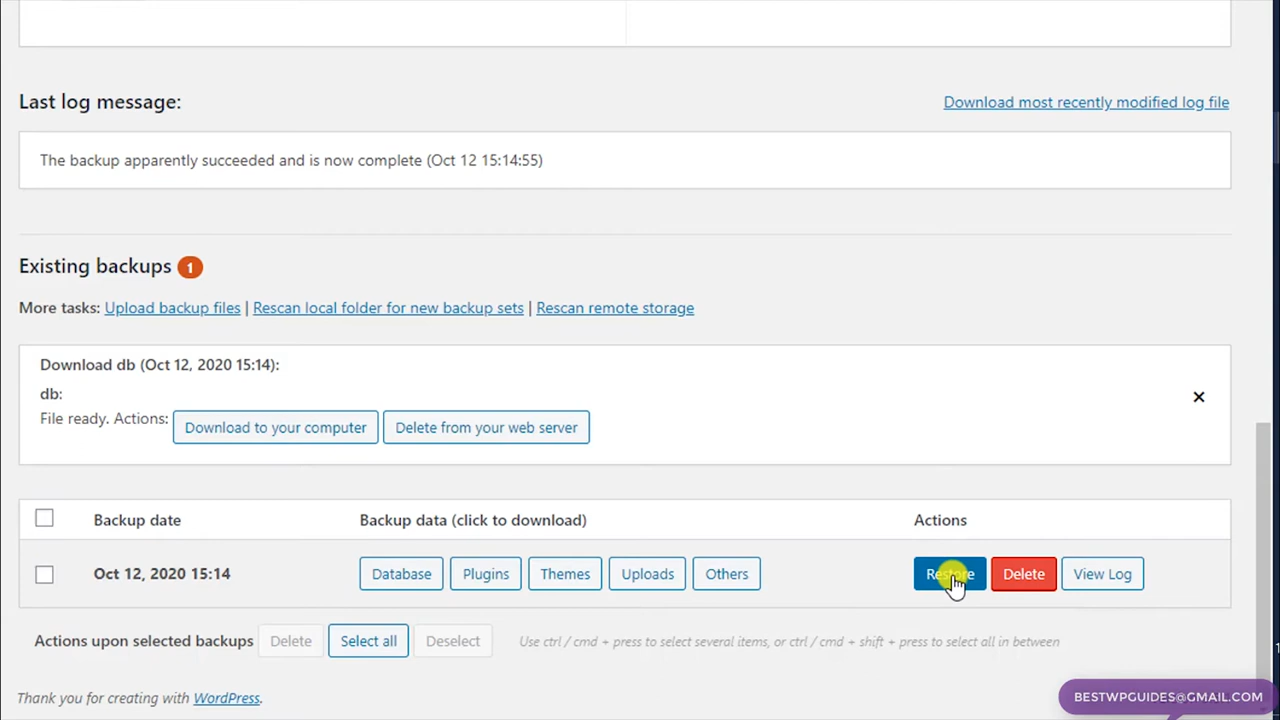 Last log message:
Download most recently modified log file
The backup apparently succeeded and is now complete (Oct 12 15:14:55)
Existing backups 1
More tasks: Upload backup files | Rescan local folder for new backup sets | Rescan remote storage
Download db (Oct 12, 2020 15:14):
db:
File ready. Actions: Download to your computer Delete from your web server
Backup date Backup data (click to download) Actions
Oct 12, 2020 15:14 Database Plugins Themes Uploads Others Restore Delete View Log
Actions upon selected backups Delete Select all Deselect Use ctrl / cmd + press to select several items, or ctrl / cmd + shift + press to select all in between
Thank you for creating with WordPress.
BESTWPGUIDES@GMAIL.COM